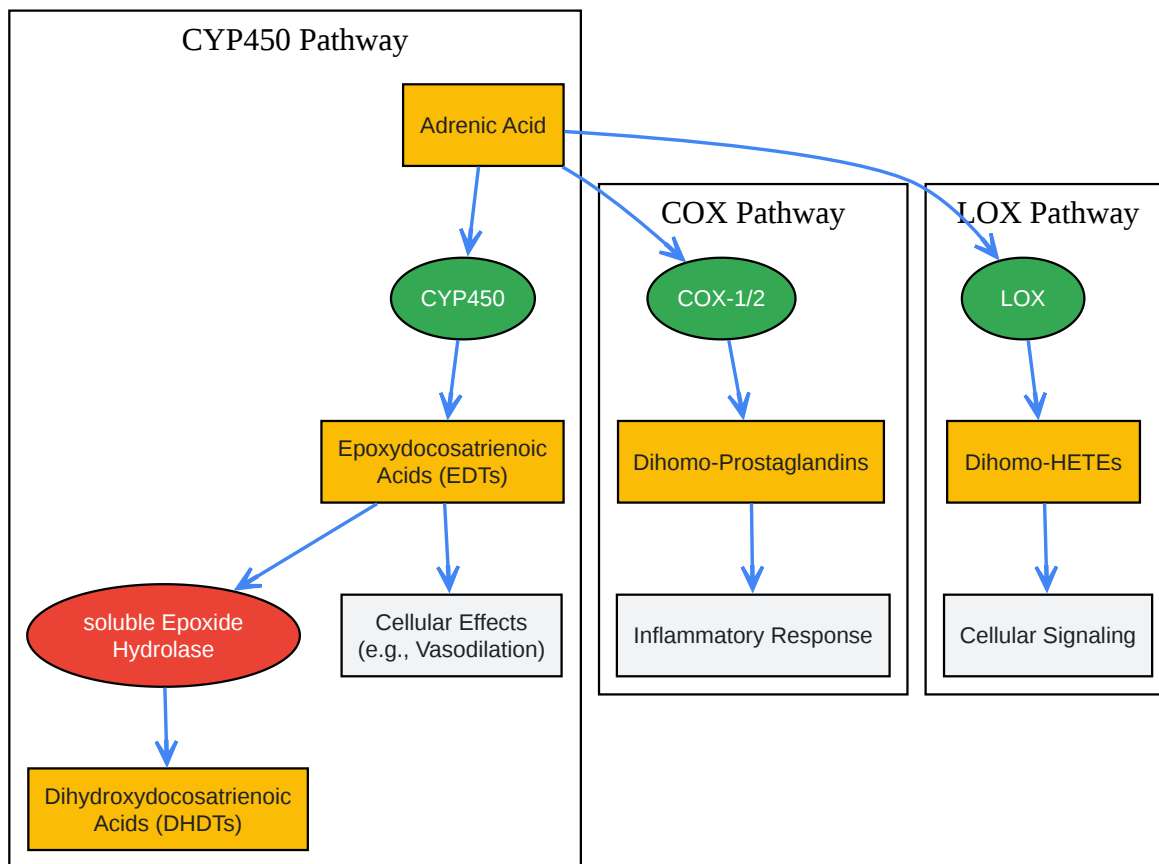 CYP450 Pathway
Adrenic Acid
COX Pathway
LOX Pathway
CYP450
COX-1/2
LOX
Epoxydocosatrienoic
Acids (EDTs)
Dihomo-Prostaglandins
Dihomo-HETEs
soluble Epoxide
Hydrolase
Cellular Effects
(e.g., Vasodilation)
Inflammatory Response
Cellular Signaling
Dihydroxydocosatrienoic
Acids (DHDTs)